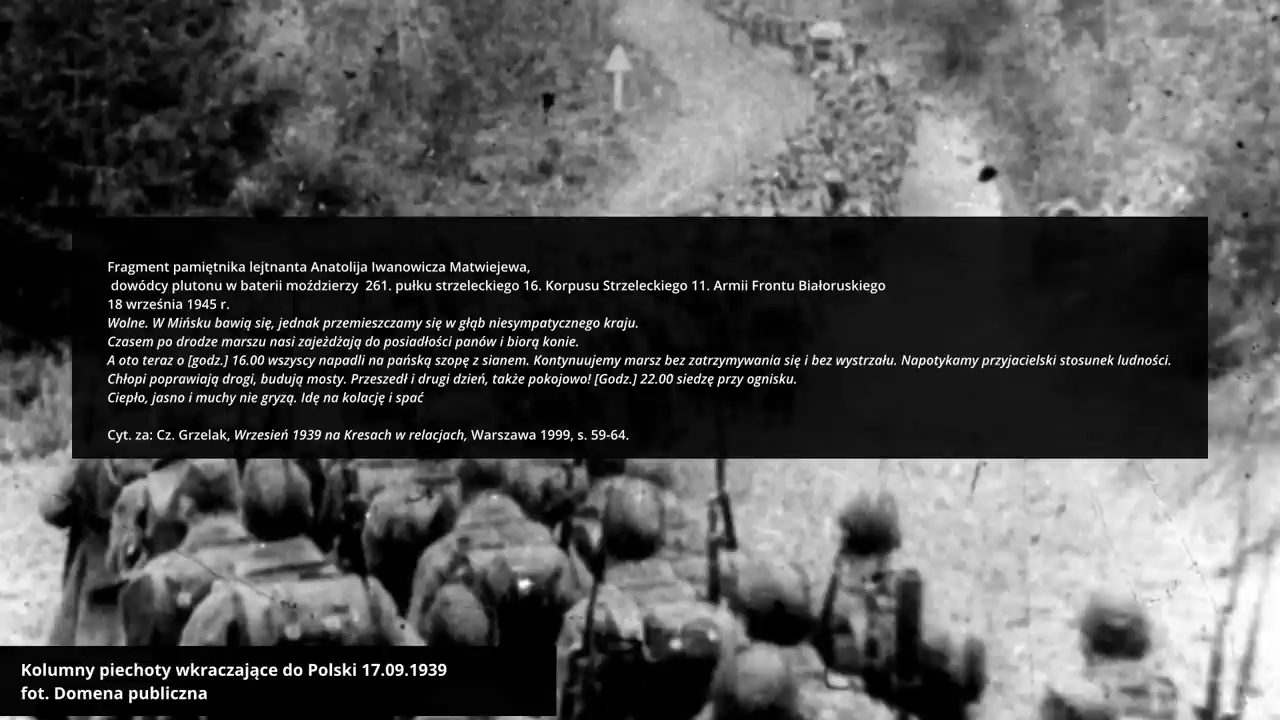 Fragment pamiętnika lejtnanta Anatolija Iwanowicza Matwiejewa,
dowódcy plutonu w baterii moździerzy 261. pułku strzeleckiego 16. Korpusu Strzeleckiego 11. Armii Frontu Białoruskiego
18 września 1945 r.
Wolne. W Mińsku bawią się, jednak przemieszczamy się w głąb niesympatycznego kraju.
Czasem po drodze marszu nasi zajeżdżają do posiadłości panów i biorą konie.
A oto teraz o [godz.] 16.00 wszyscy napadli na pańską szopę z sianem. Kontynuujemy marsz bez zatrzymywania się i bez wystrzału. Napotykamy przyjacielski stosunek ludności.
Chłopi poprawiają drogi, budują mosty. Przeszedł i drugi dzień, także pokojowo! [Godz.] 22.00 siedzę przy ognisku.
Ciepło, jasno i muchy nie gryzą. Idę na kolację i spać
Cyt. za: Cz. Grzelak, Wrzesień 1939 na Kresach w relacjach, Warszawa 1999, s. 59-64.
Kolumny piechoty wkraczające do Polski 17.09.1939
fot. Domena publiczna